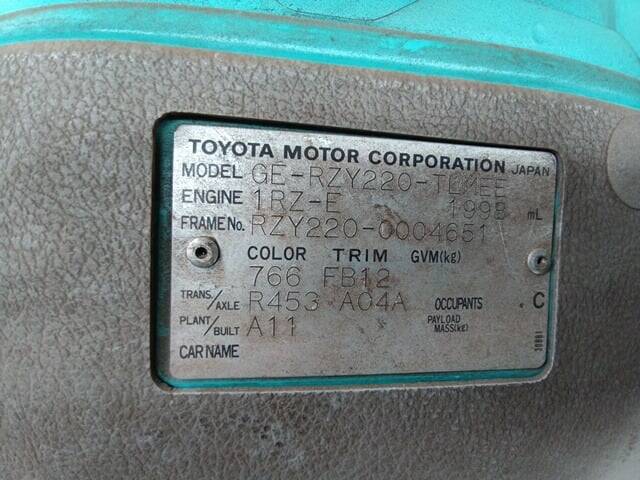 TOYOTA MOTOR CORPORATION JAPAN
MODEL GE-RZY220-TLMEE
ENGINE 1RZ-E 1998 mL
FRAME No. RZY220-0004651
COLOR TRIM GVM(kg)
766 FB12
TRANS/AXLE R453 A04A OCCUPANTS C
PLANT/BUILT A11 PAYLOAD MASS(kg)
CAR NAME